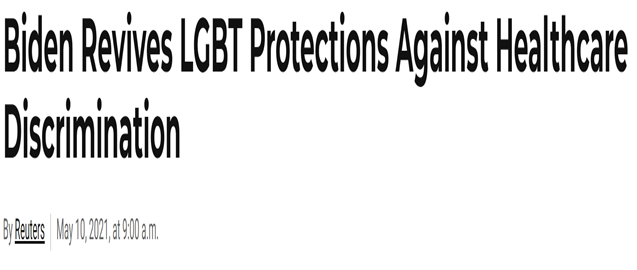 Biden Revives LGBT Protections Against Healthcare
Discrimination
By Reuters | May 10, 2021, at 9:00 a.m.